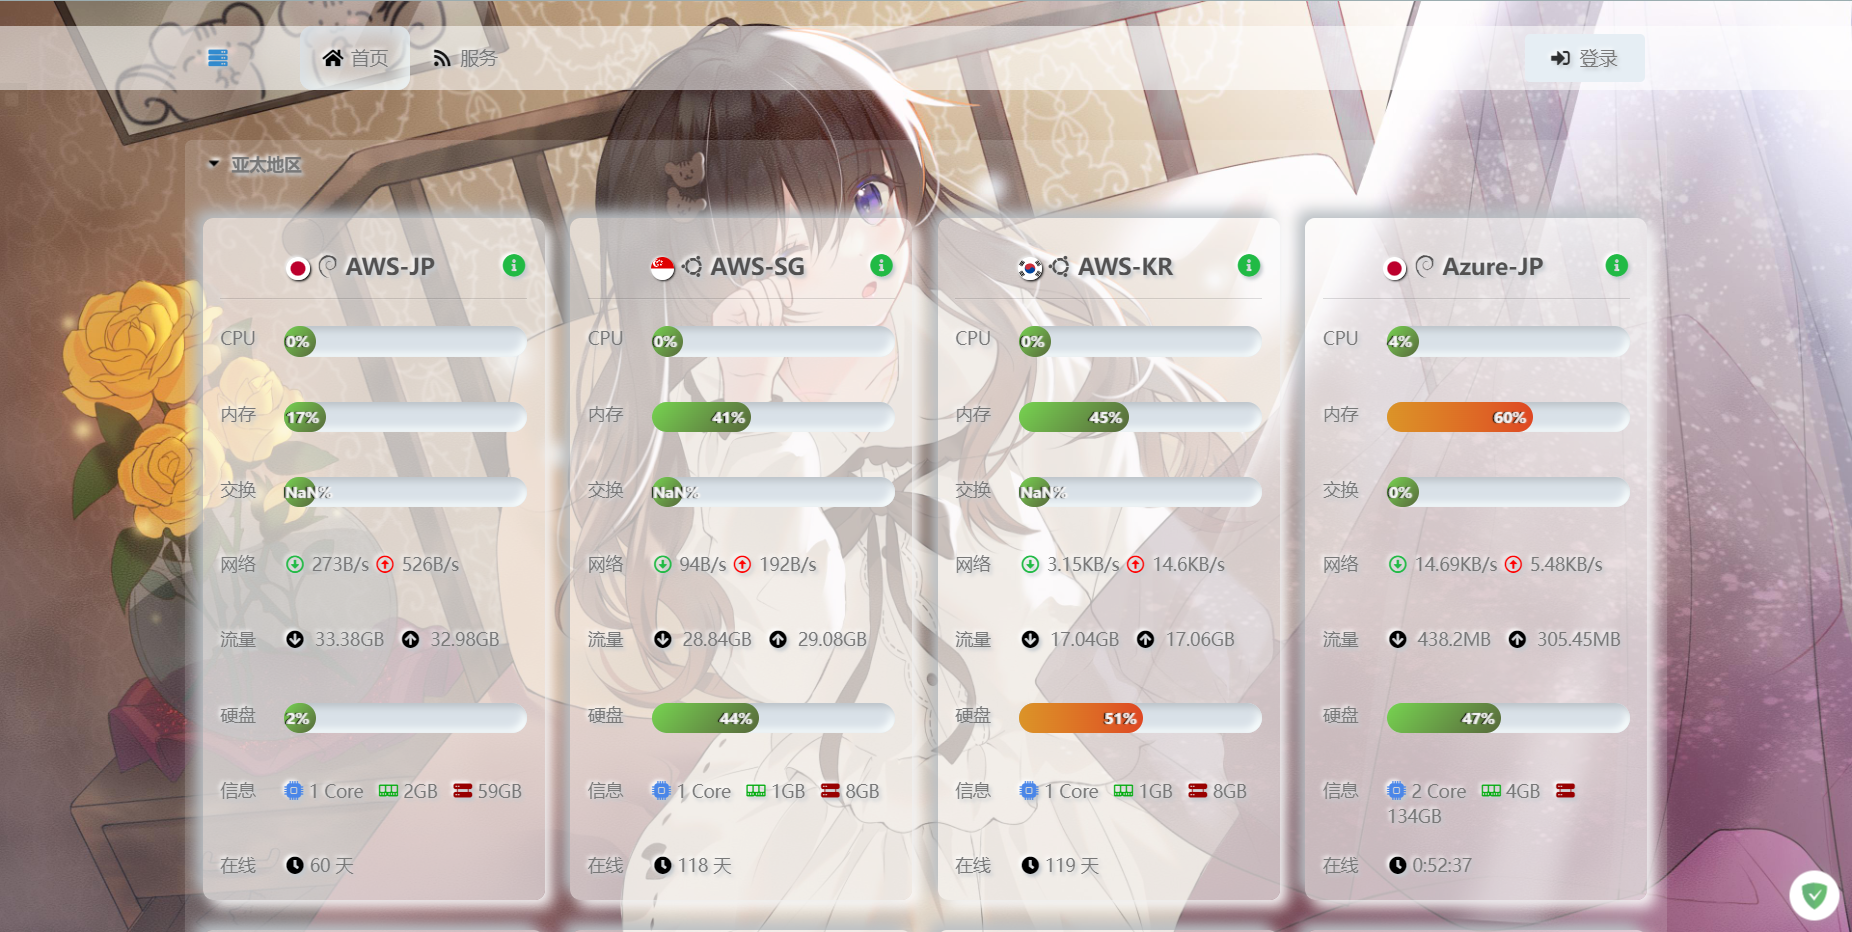 首页 服务 登录
亚太地区
AWS-JP
CPU 0%
内存 17%
交换 NaN%
网络 273B/s 526B/s
流量 33.38GB 32.98GB
硬盘 2%
信息 1 Core 2GB 59GB
在线 60 天
AWS-SG
CPU 0%
内存 41%
交换 NaN%
网络 94B/s 192B/s
流量 28.84GB 29.08GB
硬盘 44%
信息 1 Core 1GB 8GB
在线 118 天
AWS-KR
CPU 0%
内存 45%
交换 NaN%
网络 3.15KB/s 14.6KB/s
流量 17.04GB 17.06GB
硬盘 51%
信息 1 Core 1GB 8GB
在线 119 天
Azure-JP
CPU 4%
内存 60%
交换 0%
网络 14.69KB/s 5.48KB/s
流量 438.2MB 305.45MB
硬盘 47%
信息 2 Core 4GB
134GB
在线 0:52:37